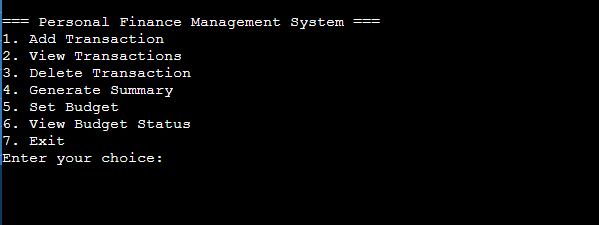 === Personal Finance Management System ===
1. Add Transaction
2. View Transactions
3. Delete Transaction
4. Generate Summary
5. Set Budget
6. View Budget Status
7. Exit
Enter your choice: